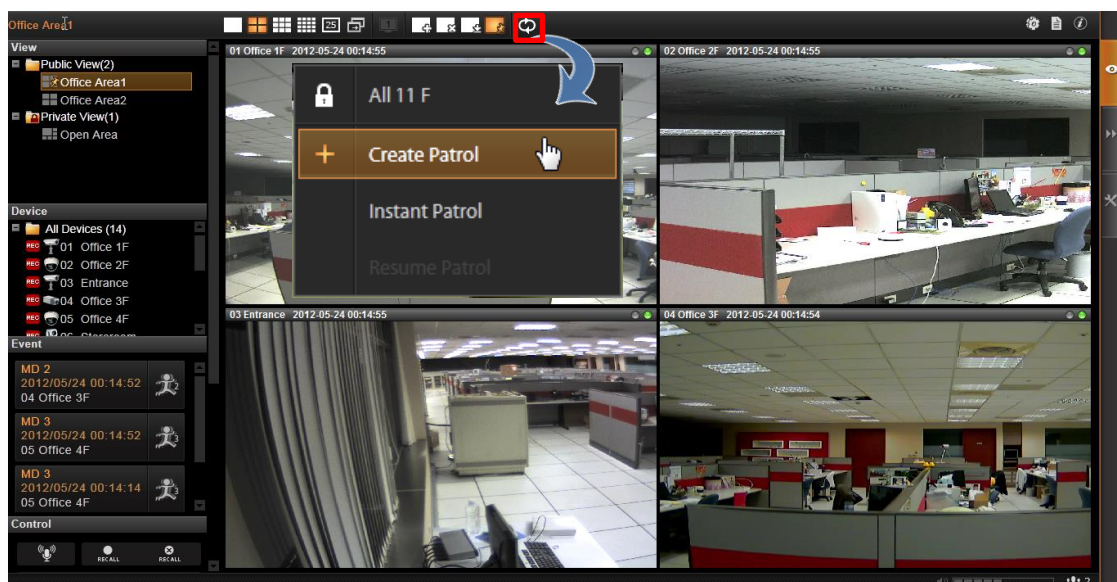 Office Area1
25
1
View
Public View(2)
Office Area1
Office Area2
Private View(1)
Open Area
Device
All Devices (14)
REC 01 Office 1F
REC 02 Office 2F
REC 03 Entrance
REC 04 Office 3F
REC 05 Office 4F
Event
MD 2
2012/05/24 00:14:52
04 Office 3F
2
MD 3
2012/05/24 00:14:52
05 Office 4F
3
MD 3
2012/05/24 00:14:14
05 Office 4F
3
Control
RECALL
RECALL
01 Office 1F 2012-05-24 00:14:55
02 Office 2F 2012-05-24 00:14:55
All 11 F
Create Patrol
Instant Patrol
Resume Patrol
03 Entrance 2012-05-24 00:14:55
04 Office 3F 2012-05-24 00:14:54